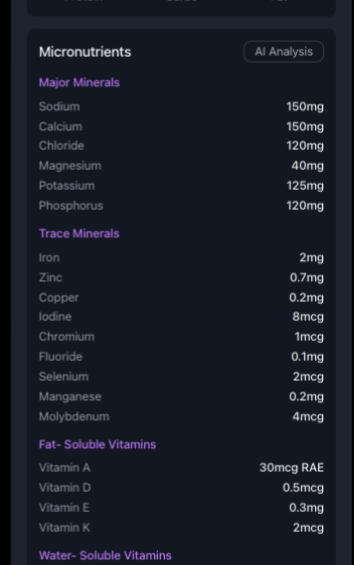 Micronutrients AI Analysis
Major Minerals
Sodium 150mg
Calcium 150mg
Chloride 120mg
Magnesium 40mg
Potassium 125mg
Phosphorus 120mg
Trace Minerals
Iron 2mg
Zinc 0.7mg
Copper 0.2mg
Iodine 8mcg
Chromium 1mcg
Fluoride 0.1mg
Selenium 2mcg
Manganese 0.2mg
Molybdenum 4mcg
Fat- Soluble Vitamins
Vitamin A 30mcg RAE
Vitamin D 0.5mcg
Vitamin E 0.3mg
Vitamin K 2mcg
Water- Soluble Vitamins